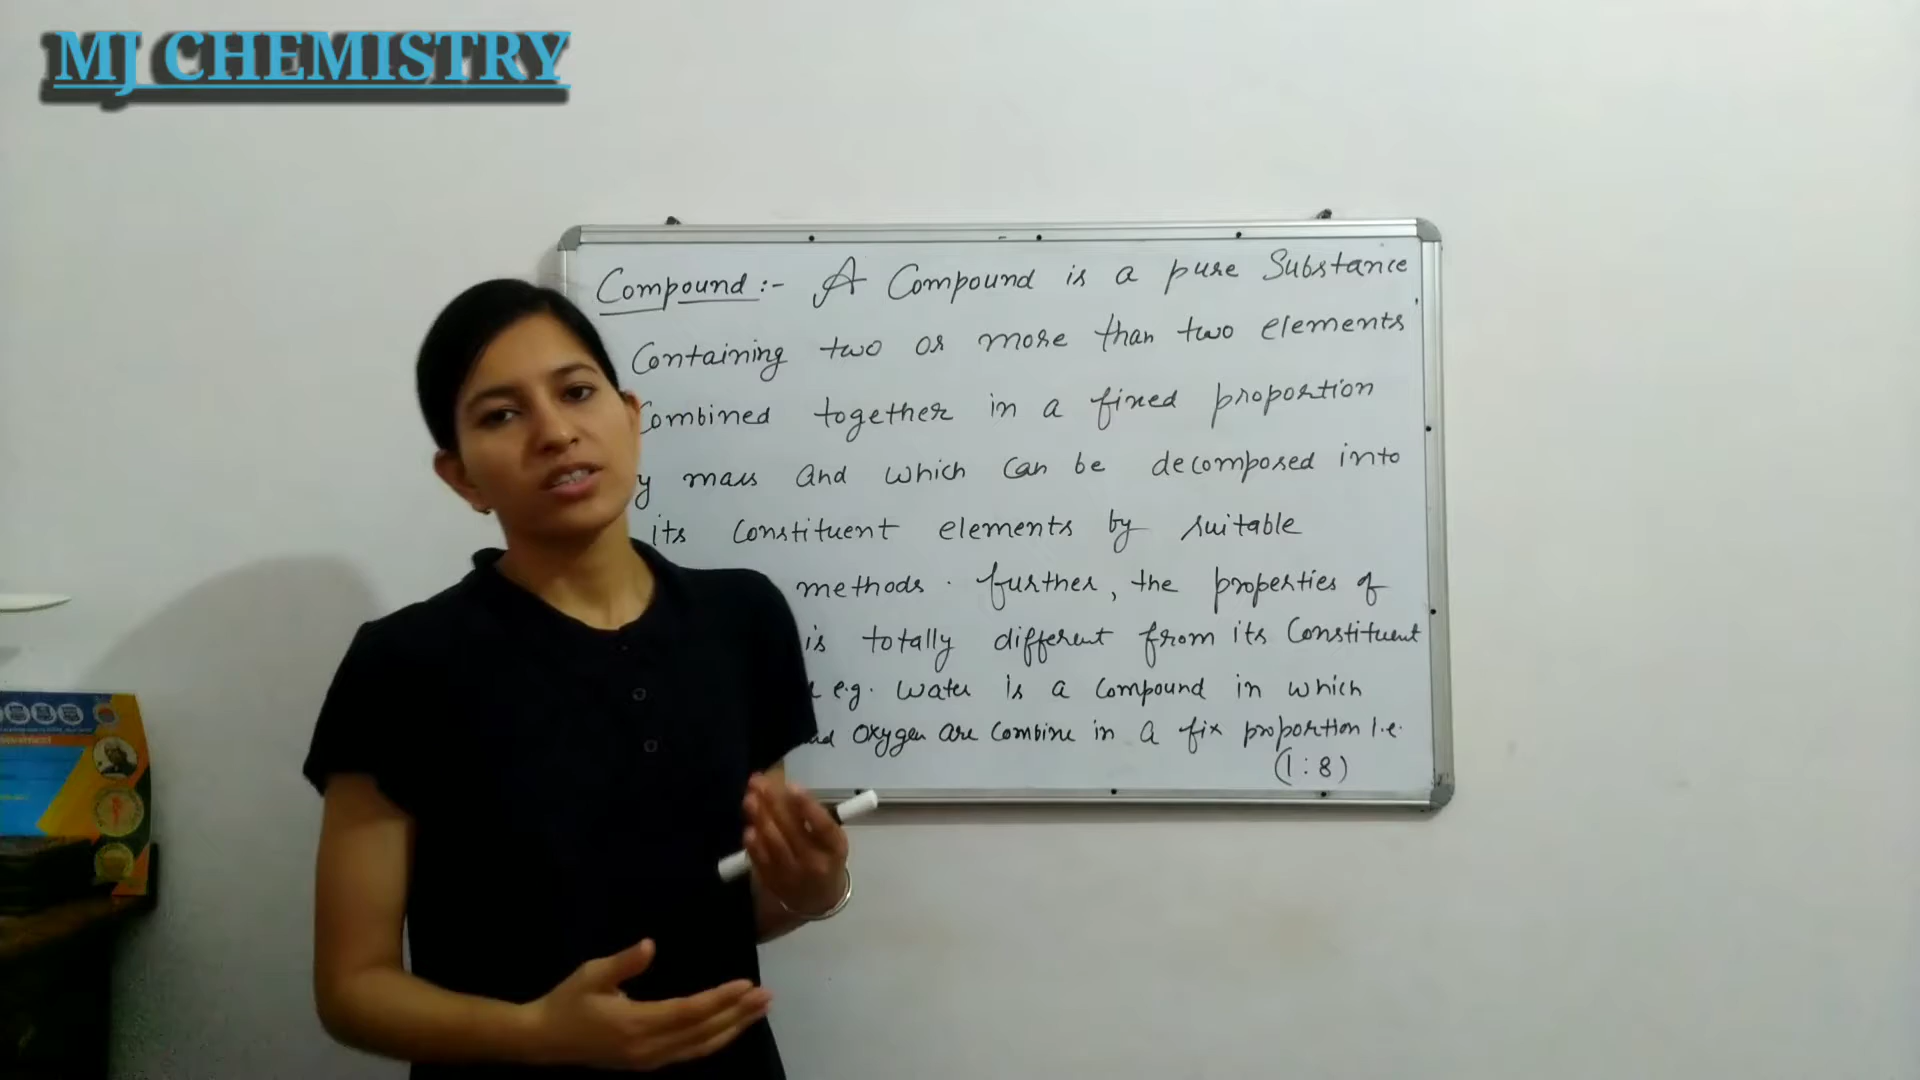 MJ CHEMISTRY
Compound :- A Compound is a pure Substance
Containing two or more than two elements
Combined together in a fixed proportion
y mass and which can be decomposed into
its constituent elements by suitable
methods . further, the properties of
is totally different from its Constituent
e.g. water is a compound in which
Oxygen are combine in a fix proportion i.e.
(1:8)